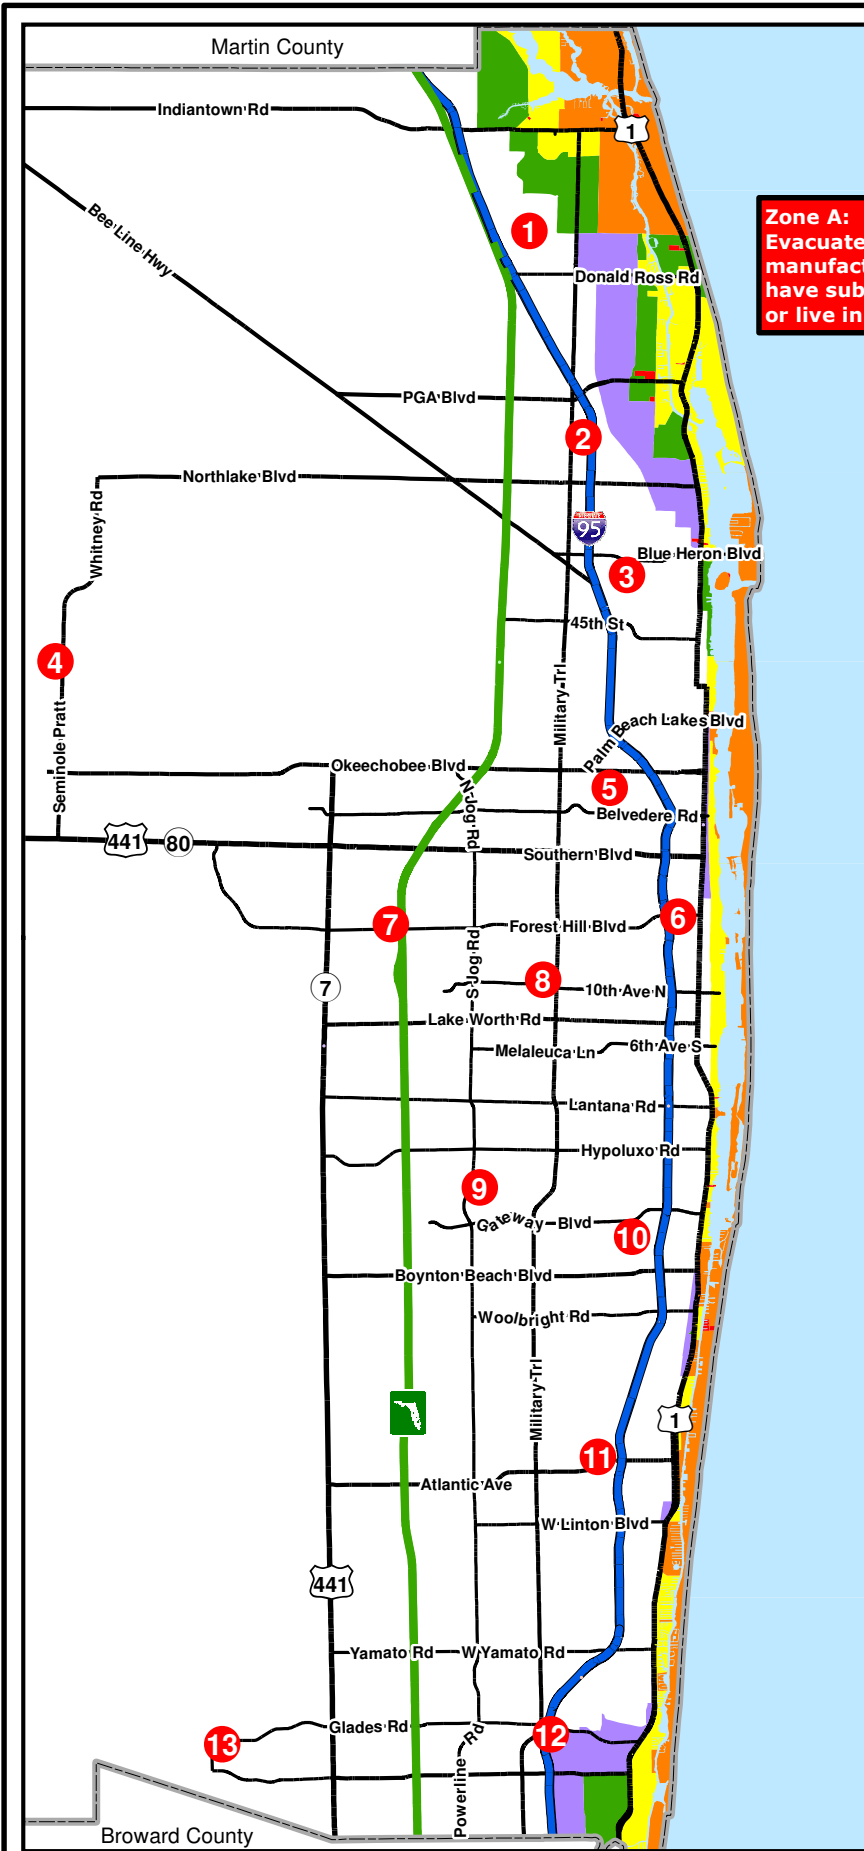 Martin County
Indiantown Rd
1
Bee Line Hwy
1
Zone A:
Evacuate
manufact
have sub
or live in
Donald Ross Rd
PGA Blvd
2
Northlake Blvd
Whitney Rd
95
Blue Heron Blvd
3
45th St
4
Military Trl
Seminole Pratt
Palm Beach Lakes Blvd
Okeechobee Blvd
5
N Jog Rd
Belvedere Rd
441
80
Southern Blvd
7
Forest Hill Blvd
6
S Jog Rd
8
7
10th Ave N
Lake Worth Rd
Melaleuca Ln
6th Ave S
Lantana Rd
Hypoluxo Rd
9
Gateway Blvd
10
Boynton Beach Blvd
Woolbright Rd
Military Trl
1
11
Atlantic Ave
W Linton Blvd
441
Yamato Rd
W Yamato Rd
Glades Rd
12
13
Powerline Rd
Broward County